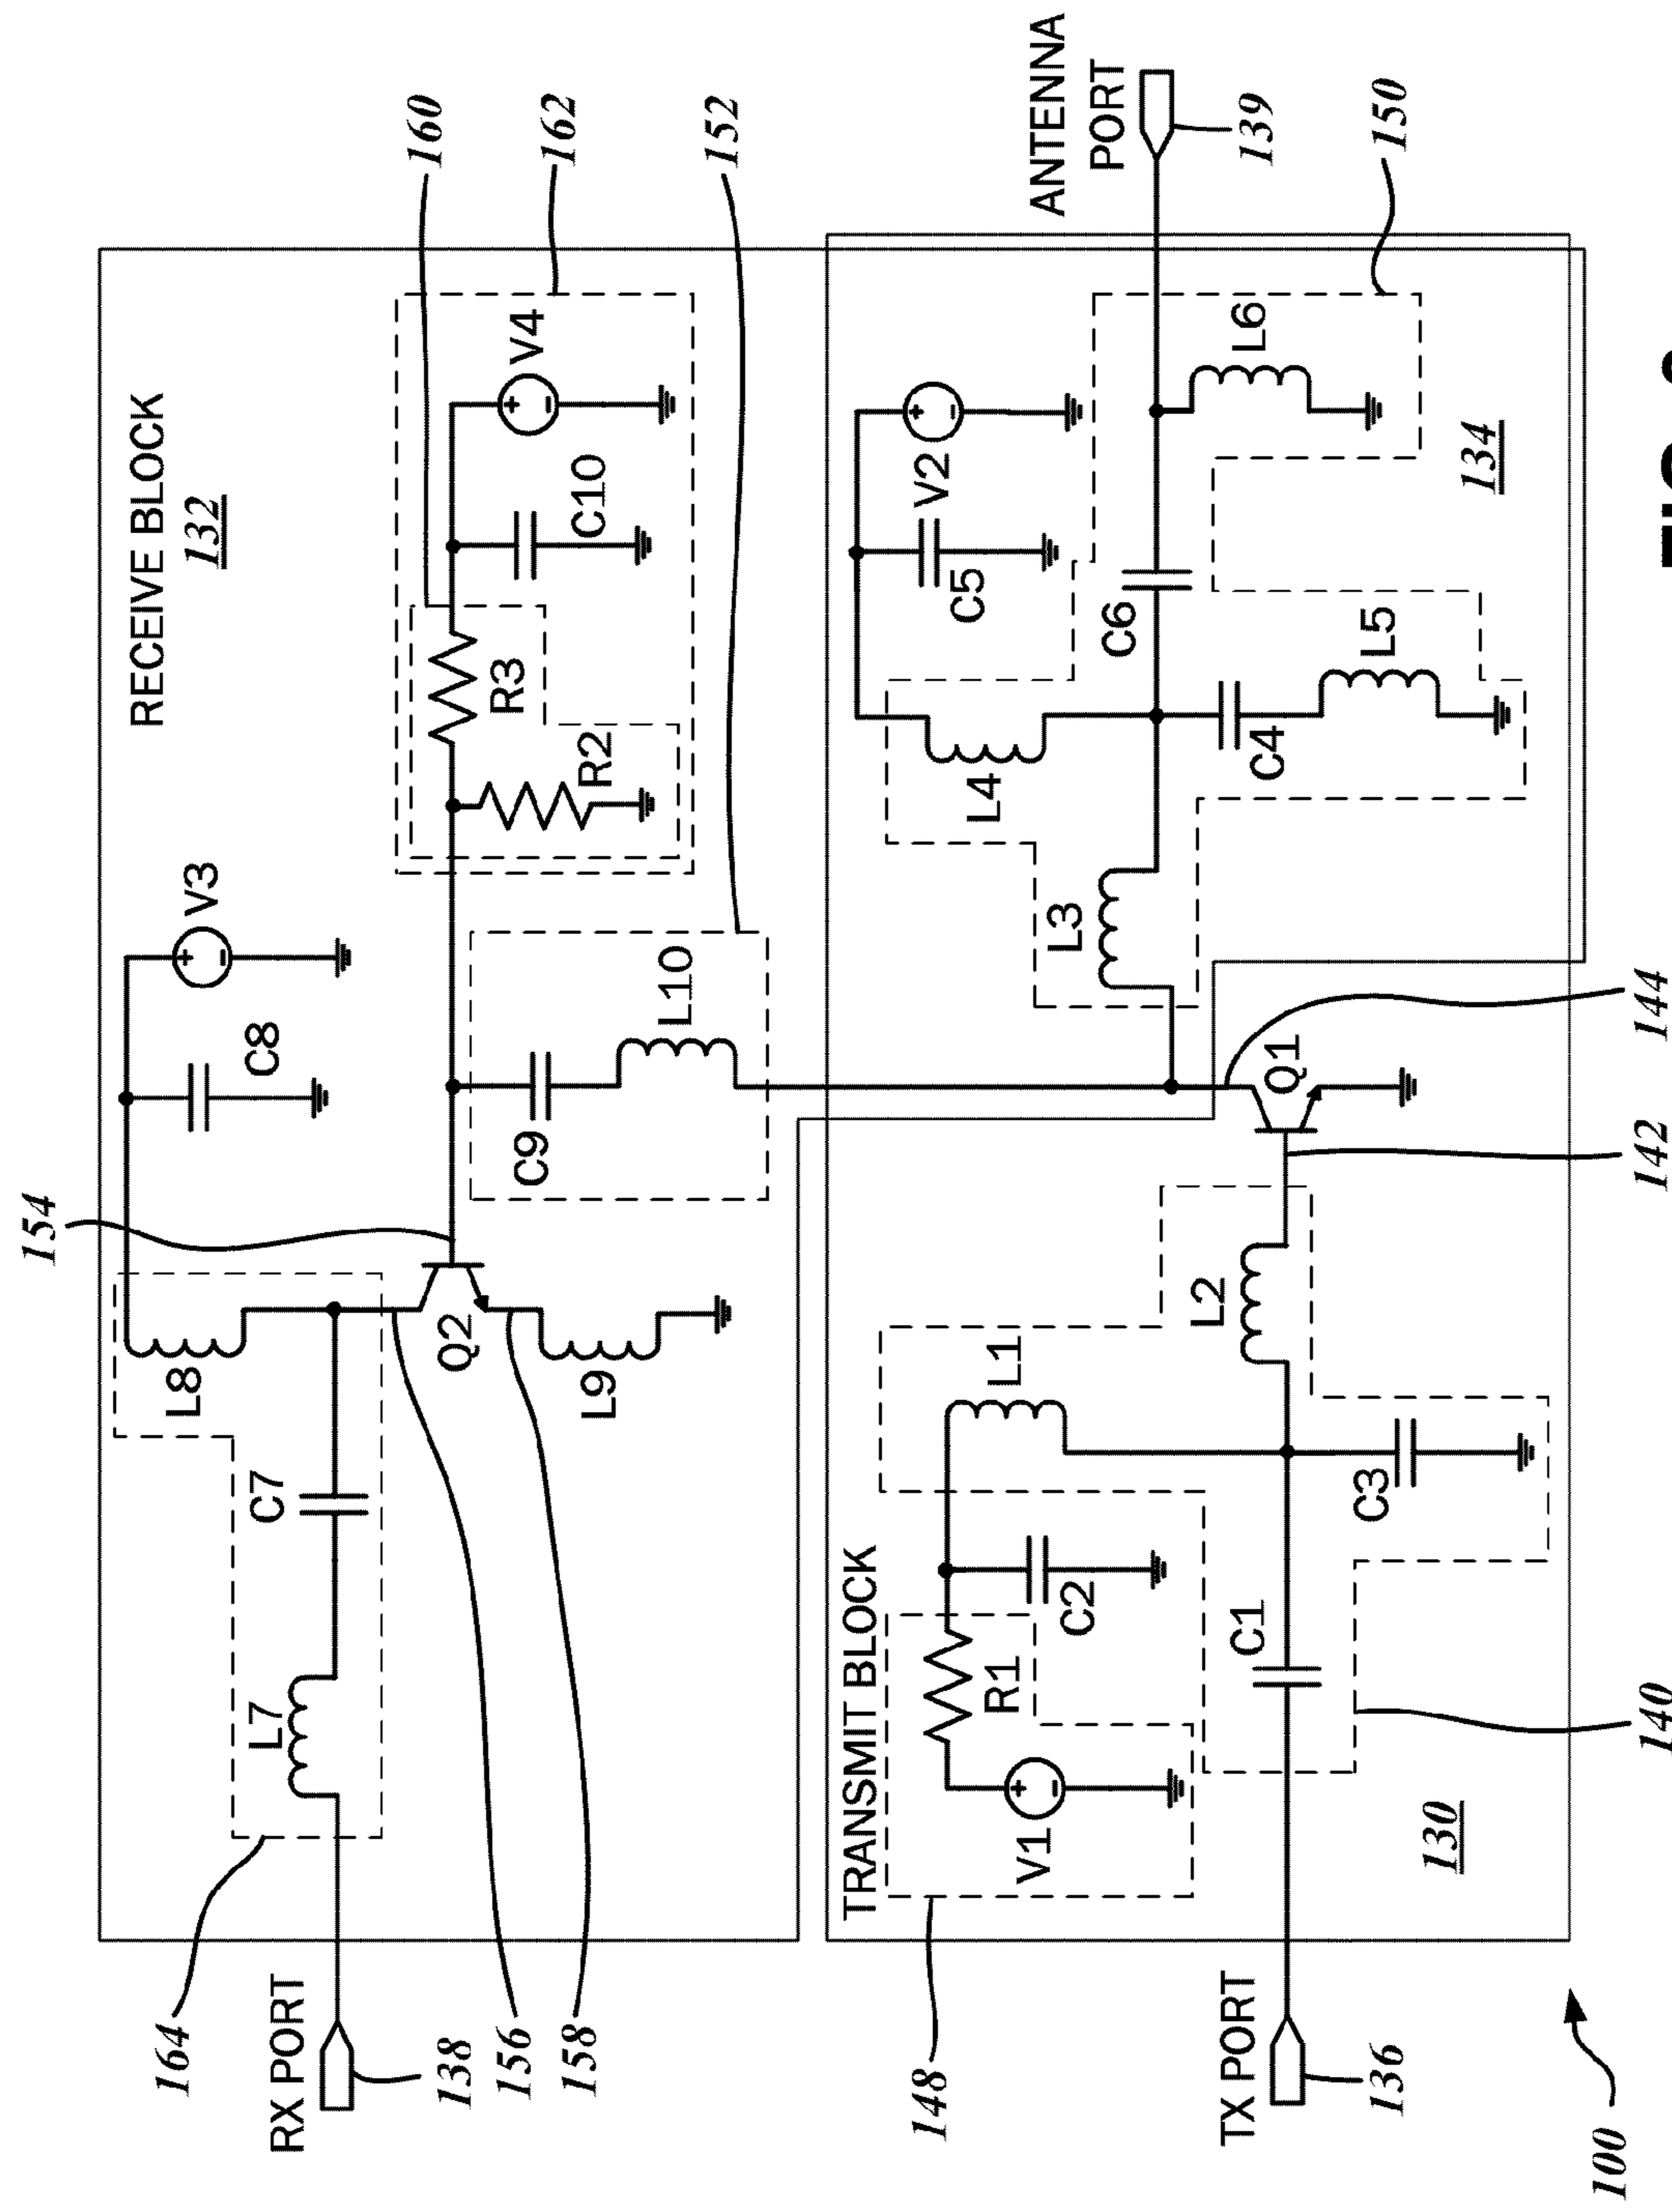 RECEIVE BLOCK
132
160
162
152
154
V3
C8
V4
C10
R3
R2
L8
C7
L7
Q2
L9
C9
L10
164
RX PORT
138
156
158
ANTENNA
PORT
139
150
V2
C5
L4
C6
L6
L3
C4
L5
134
TRANSMIT BLOCK
148
V1
R1
C2
L1
L2
C1
C3
Q1
142
144
140
130
TX PORT
136
100